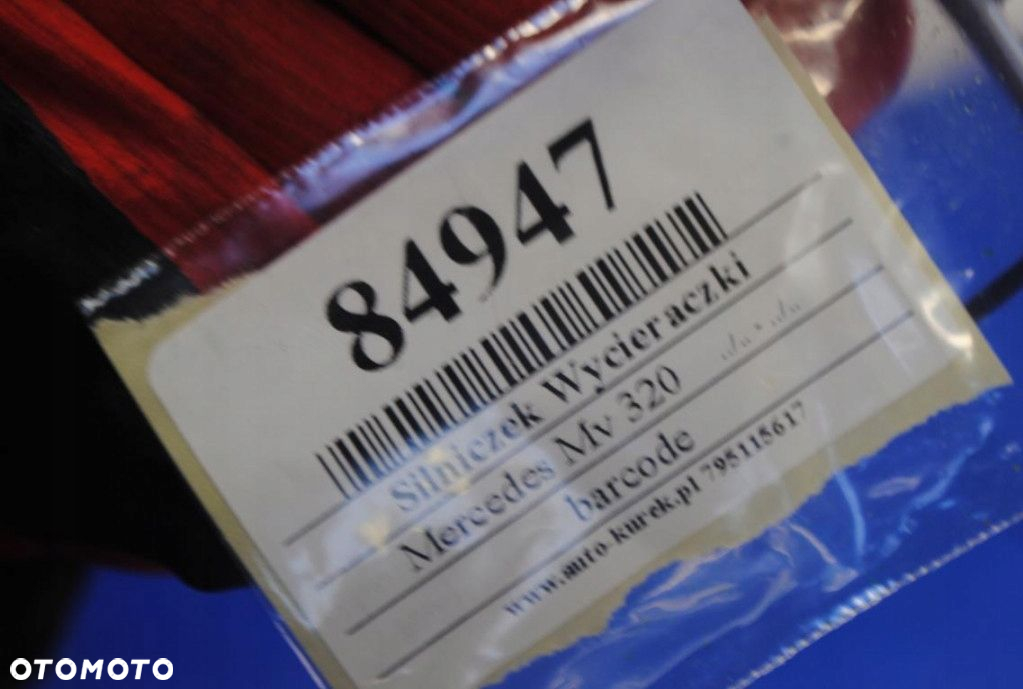 84947
Silniczek Wycieraczki
Mercedes Mv 320
barcode
www.auto-kurek.pl 795115617
OTOMOTO